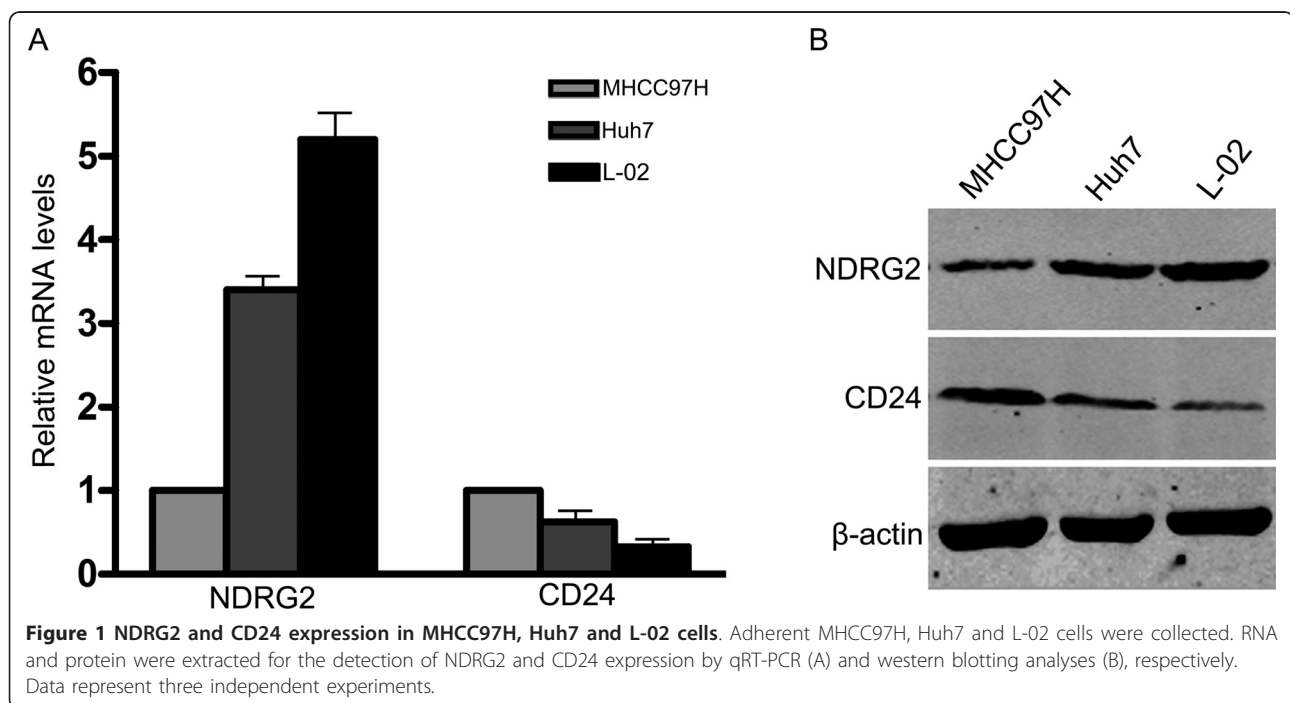 A
6
5
4
3
2
1
0
Relative mRNA levels
MHCC97H
Huh7
L-02
NDRG2
CD24
B
MHCC97H
Huh7
L-02
NDRG2
CD24
β-actin
Figure 1 NDRG2 and CD24 expression in MHCC97H, Huh7 and L-02 cells. Adherent MHCC97H, Huh7 and L-02 cells were collected. RNA
and protein were extracted for the detection of NDRG2 and CD24 expression by qRT-PCR (A) and western blotting analyses (B), respectively.
Data represent three independent experiments.